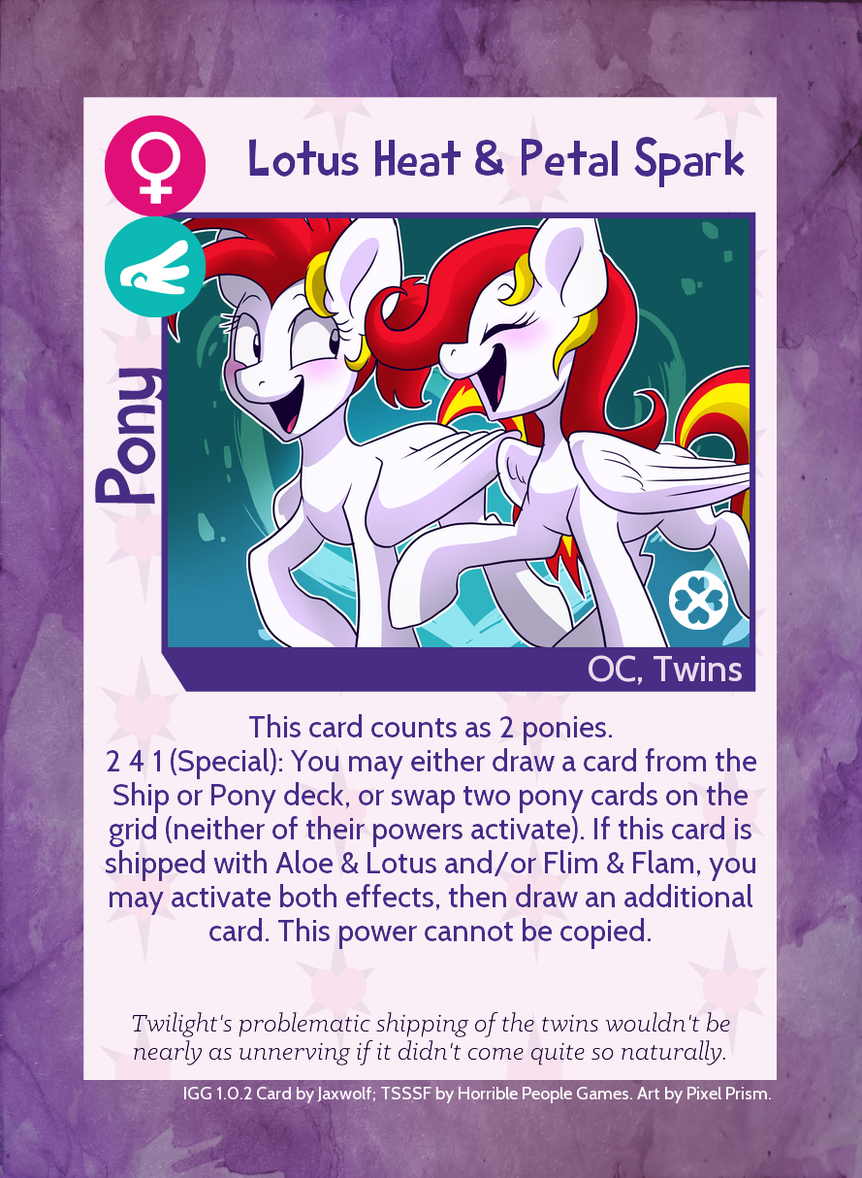 Lotus Heat & Petal Spark
Pony
OC, Twins
This card counts as 2 ponies.
2 4 1 (Special): You may either draw a card from the
Ship or Pony deck, or swap two pony cards on the
grid (neither of their powers activate). If this card is
shipped with Aloe & Lotus and/or Flim & Flam, you
may activate both effects, then draw an additional
card. This power cannot be copied.
Twilight's problematic shipping of the twins wouldn't be
nearly as unnerving if it didn't come quite so naturally.
IGG 1.0.2 Card by Jaxwolf; TSSSF by Horrible People Games. Art by Pixel Prism.